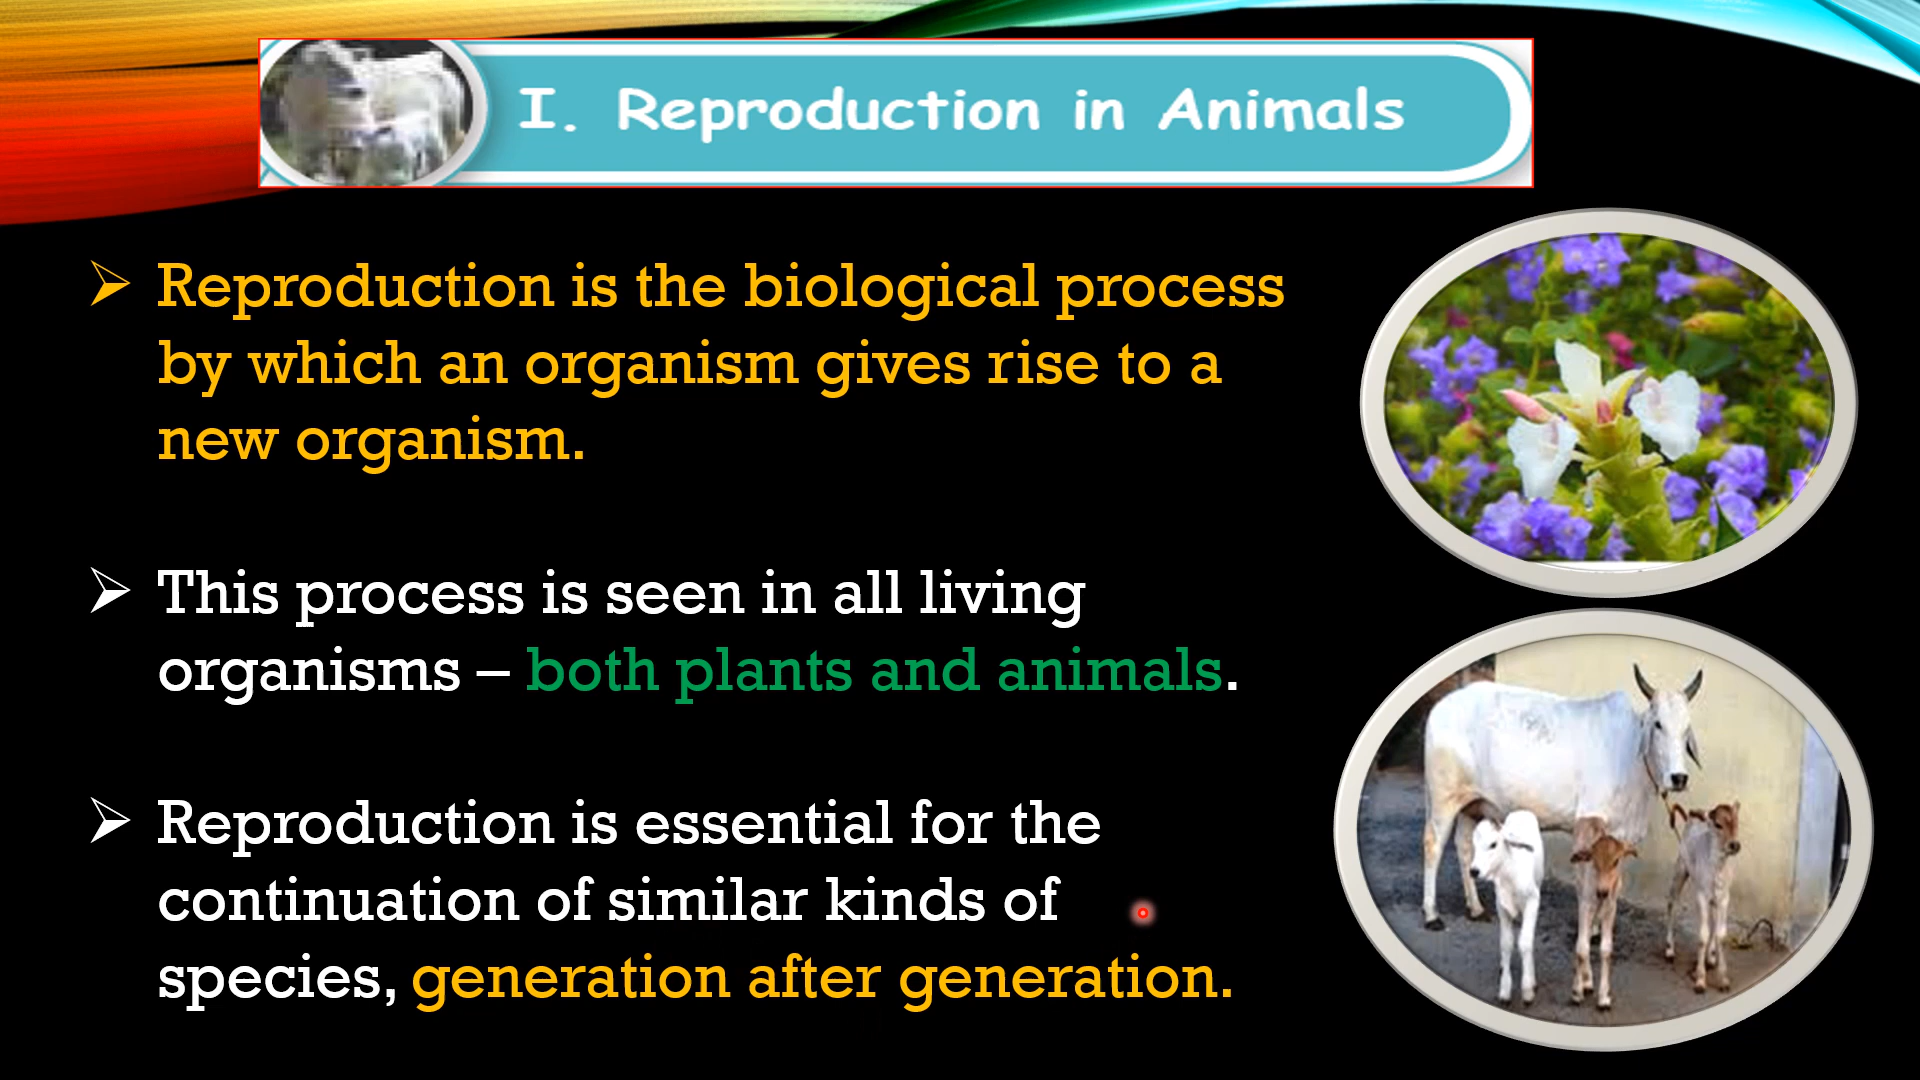 I. Reproduction in Animals
Reproduction is the biological process
by which an organism gives rise to a
new organism.
This process is seen in all living
organisms – both plants and animals.
Reproduction is essential for the
continuation of similar kinds of
species, generation after generation.